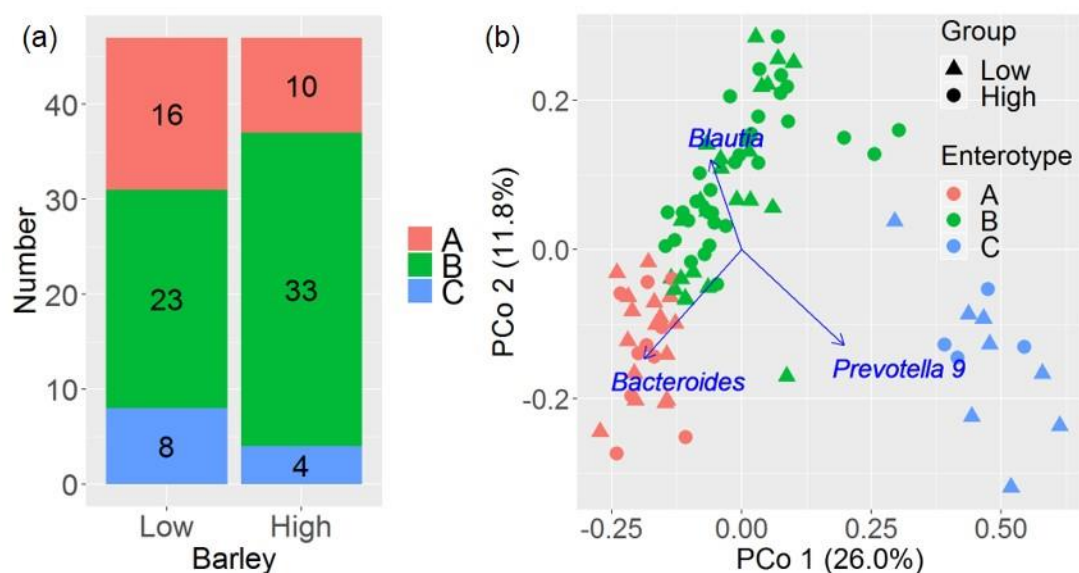 (a)
Number
40
30
20
10
0
16
23
8
10
33
4
Low
High
Barley
A
B
C
(b)
PCo 2 (11.8%)
0.2
0.0
-0.2
Blautia
Bacteroides
Prevotella 9
Group
Low
High
Enterotype
A
B
C
-0.25
0.00
0.25
0.50
PCo 1 (26.0%)